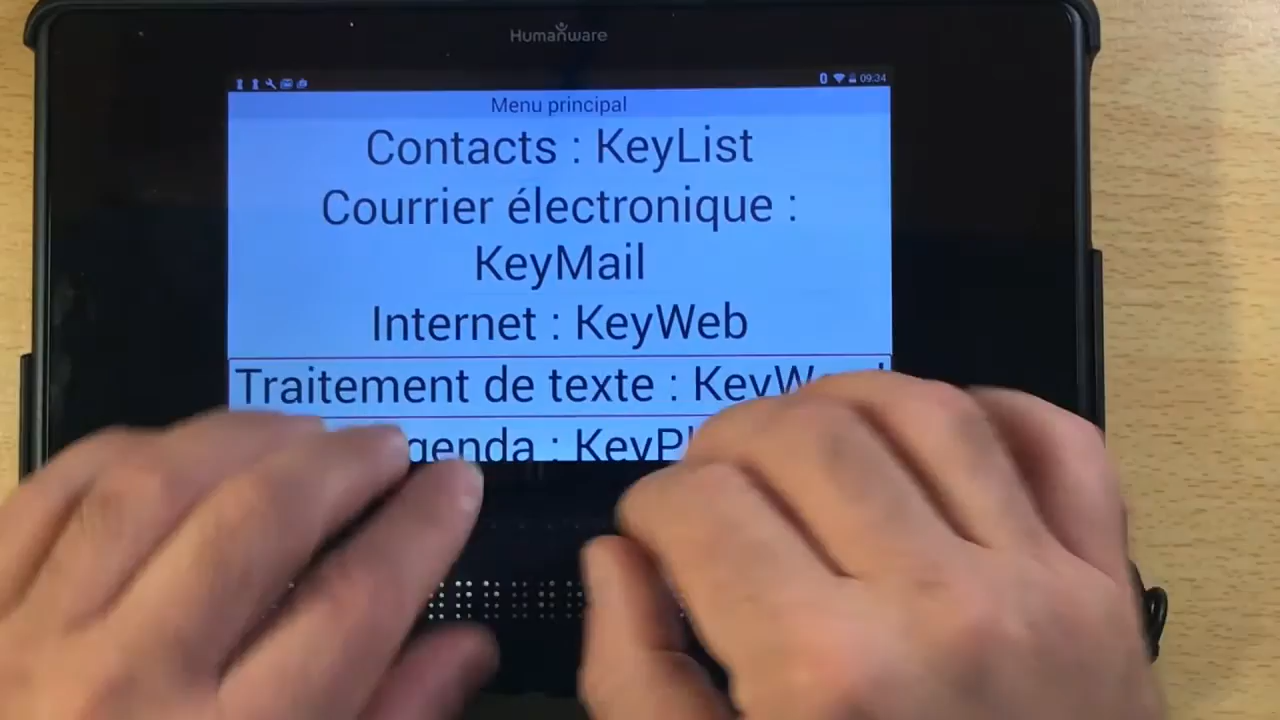 Humanware
09:34
Menu principal
Contacts : KeyList
Courrier électronique :
KeyMail
Internet : KeyWeb
Traitement de texte :